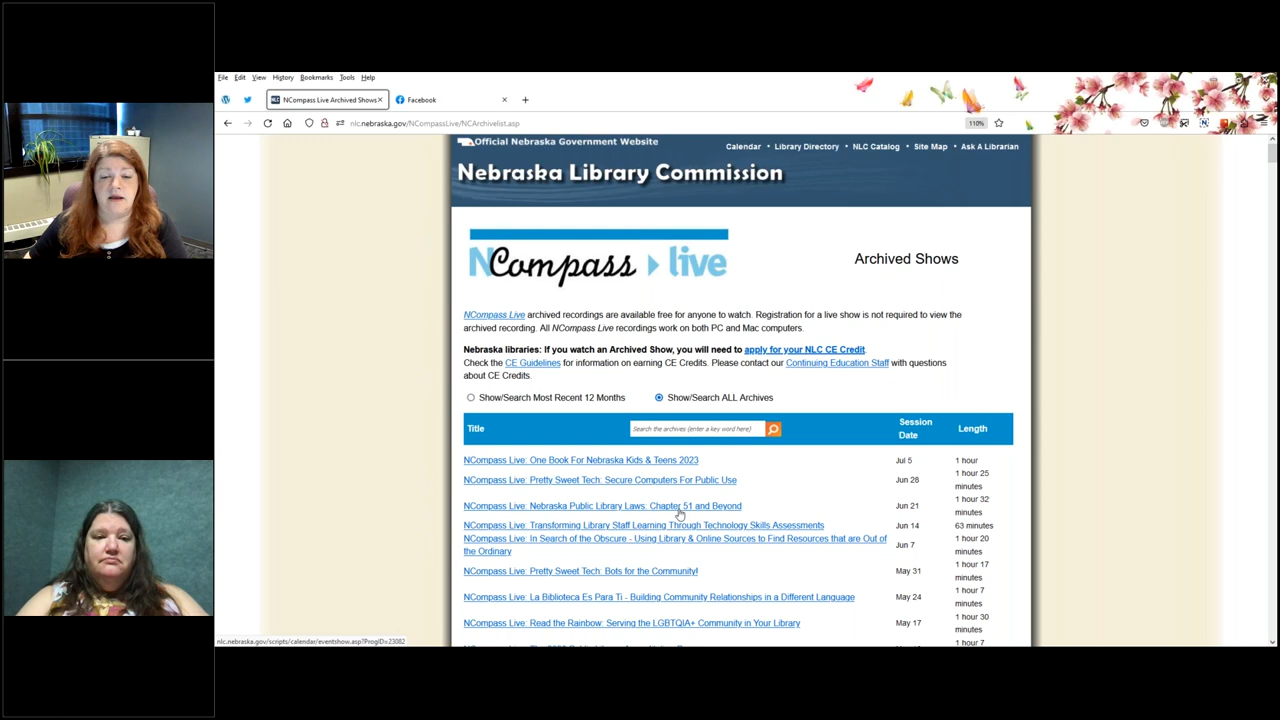 File Edit View History Bookmarks Tools Help
NCompass Live Archived Shows
Facebook
nlc.nebraska.gov/NCompassLive/NCArchivelist.asp
110%
Official Nebraska Government Website
Calendar • Library Directory • NLC Catalog • Site Map • Ask A Librarian
Nebraska Library Commission
NCompass live
Archived Shows
NCompass Live archived recordings are available free for anyone to watch. Registration for a live show is not required to view the
archived recording. All NCompass Live recordings work on both PC and Mac computers.
Nebraska libraries: If you watch an Archived Show, you will need to apply for your NLC CE Credit.
Check the CE Guidelines for information on earning CE Credits. Please contact our Continuing Education Staff with questions
about CE Credits.
Show/Search Most Recent 12 Months Show/Search ALL Archives
Title Search the archives (enter a key word here) Session Date Length
NCompass Live: One Book For Nebraska Kids & Teens 2023 Jul 5 1 hour
NCompass Live: Pretty Sweet Tech: Secure Computers For Public Use Jun 28 1 hour 25 minutes
NCompass Live: Nebraska Public Library Laws: Chapter 51 and Beyond Jun 21 1 hour 32 minutes
NCompass Live: Transforming Library Staff Learning Through Technology Skills Assessments Jun 14 63 minutes
NCompass Live: In Search of the Obscure - Using Library & Online Sources to Find Resources that are Out of
the Ordinary Jun 7 1 hour 20 minutes
NCompass Live: Pretty Sweet Tech: Bots for the Community! May 31 1 hour 17 minutes
NCompass Live: La Biblioteca Es Para Ti - Building Community Relationships in a Different Language May 24 1 hour 7 minutes
NCompass Live: Read the Rainbow: Serving the LGBTQIA+ Community in Your Library May 17 1 hour 30 minutes
1 hour 7
nlc.nebraska.gov/scripts/calendar/eventshow.asp?ProgID=23082